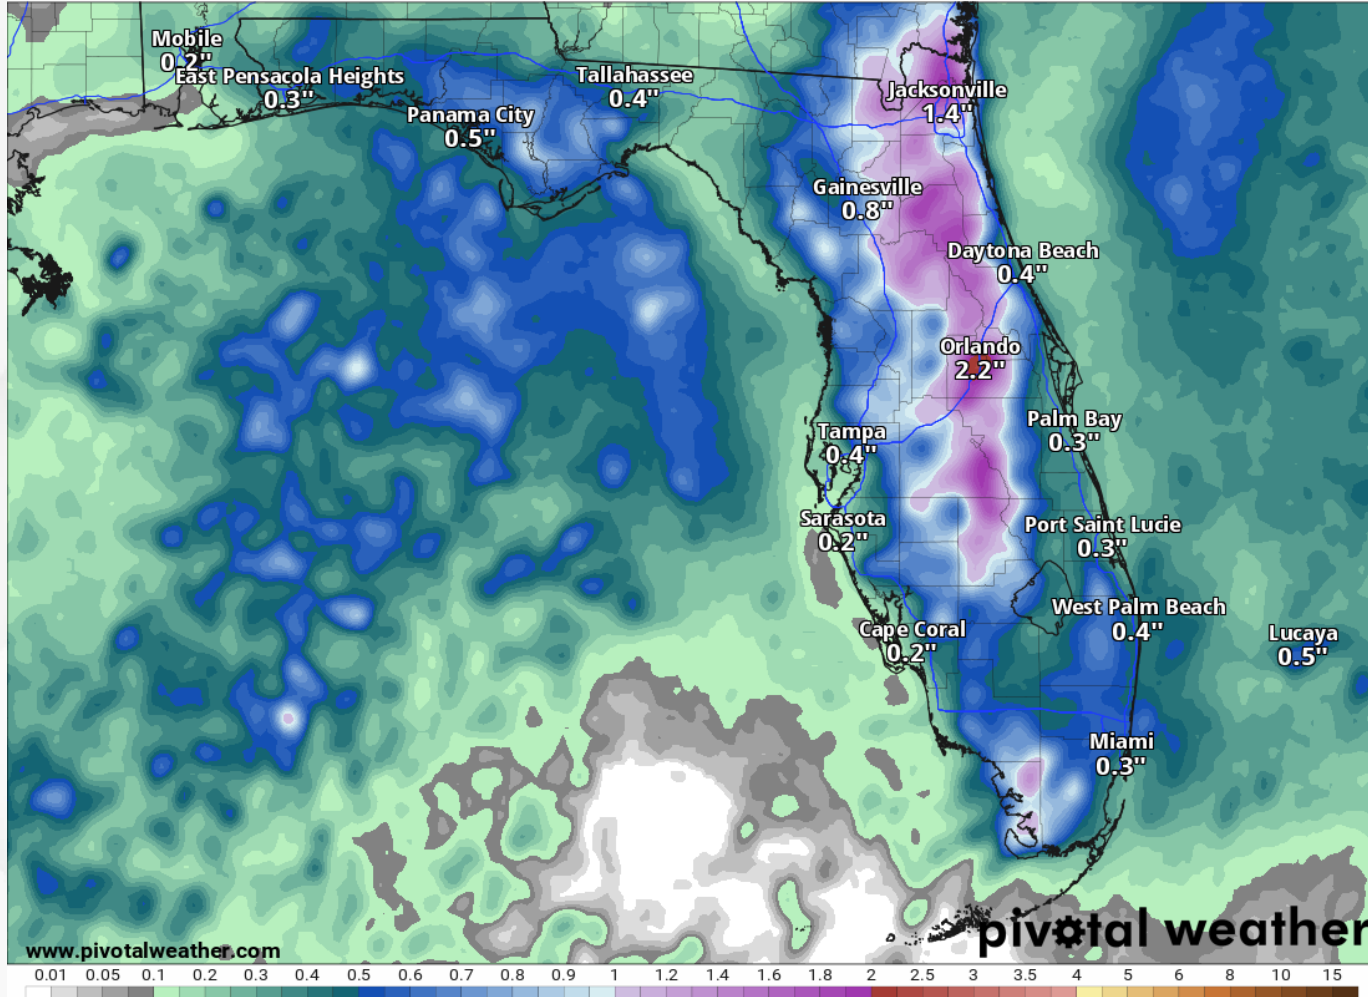 Mobile
0.2"
East Pensacola Heights
0.3"
Tallahassee
0.4"
Panama City
0.5"
Jacksonville
1.4"
Gainesville
0.8"
Daytona Beach
0.4"
Orlando
2.2"
Tampa
0.4"
Palm Bay
0.3"
Sarasota
0.2"
Port Saint Lucie
0.3"
West Palm Beach
0.4"
Cape Coral
0.2"
Lucaya
0.5"
Miami
0.3"
www.pivotalweather.com
pivotal weather
0.01 0.05 0.1 0.2 0.3 0.4 0.5 0.6 0.7 0.8 0.9 1 1.2 1.4 1.6 1.8 2 2.5 3 3.5 4 5 6 8 10 15